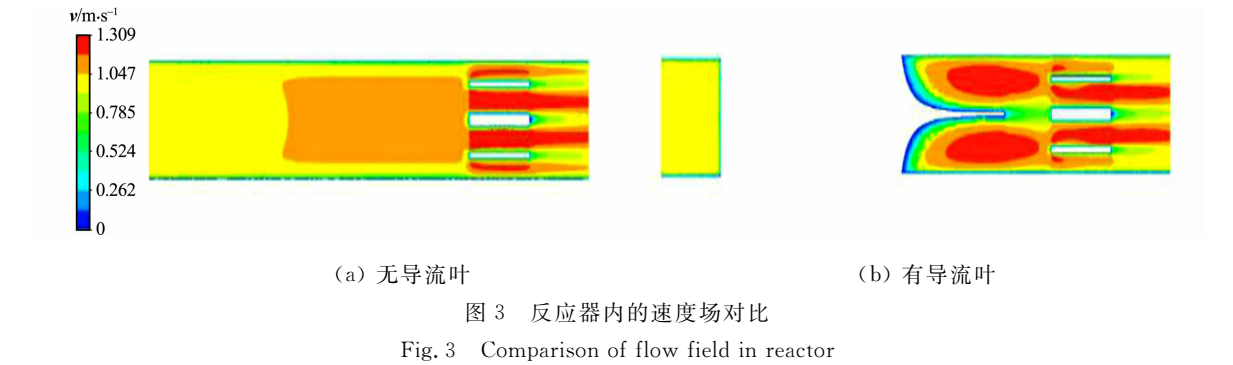 v/m·s⁻¹
1.309
1.047
0.785
0.524
0.262
0
(a) 无导流叶
(b) 有导流叶
图 3 反应器内的速度场对比
Fig. 3 Comparison of flow field in reactor